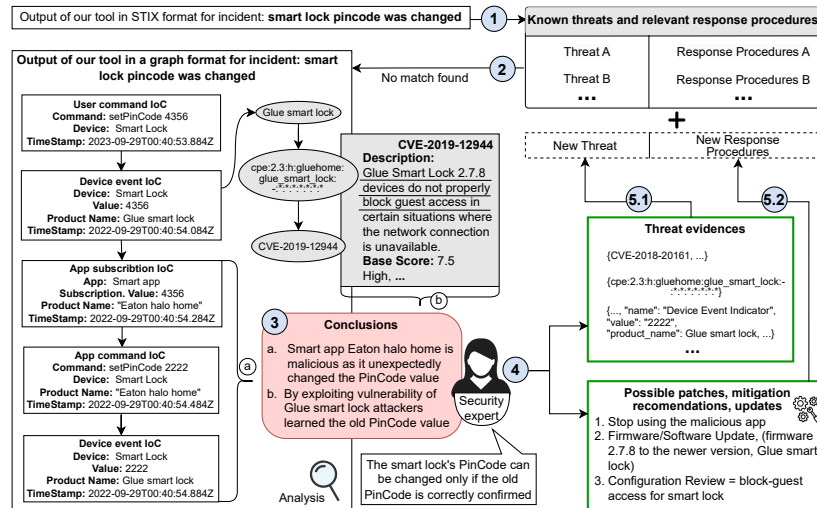 Output of our tool in STIX format for incident: smart lock pincode was changed
1
Known threats and relevant response procedures
Threat A
Response Procedures A
Threat B
Response Procedures B
...
...
2
No match found
+
New Threat
New Response
Procedures
5.1
5.2
Output of our tool in a graph format for incident: smart
lock pincode was changed
User command IoC
Command: setPinCode 4356
Device: Smart Lock
TimeStamp: 2023-09-29T00:40:53.884Z
Device event IoC
Device: Smart Lock
Value: 4356
Product Name: Glue smart lock
TimeStamp: 2022-09-29T00:40:54.084Z
App subscribtion IoC
App: Smart app
Subscription. Value: 4356
Product Name: "Eaton halo home"
TimeStamp: 2022-09-29T00:40:54.284Z
App command IoC
Command: setPinCode 2222
Device: Smart Lock
Product Name: "Eaton halo home"
TimeStamp: 2022-09-29T00:40:54.484Z
Device event IoC
Device: Smart Lock
Value: 2222
Product Name: Glue smart lock
TimeStamp: 2022-09-29T00:40:54.884Z
a
Glue smart lock
cpe:2.3:h:gluehome:
glue_smart_lock:
-:*:*:*:*:*:*:*
CVE-2019-12944
CVE-2019-12944
Description:
Glue Smart Lock 2.7.8
devices do not properly
block guest access in
certain situations where
the network connection
is unavailable.
Base Score: 7.5
High, ...
b
3
Conclusions
a. Smart app Eaton halo home is
malicious as it unexpectedly
changed the PinCode value
b. By exploiting vulnerability of
Glue smart lock attackers
learned the old PinCode value
Security
expert
4
The smart lock's PinCode can
be changed only if the old
PinCode is correctly confirmed
Analysis
Threat evidences
{CVE-2018-20161, ...}
{cpe:2.3:h:gluehome:glue_smart_lock:-
:*:*:*:*:*:*:*}
{..., "name": "Device Event Indicator",
"value": "2222",
"product_name": Glue smart lock, ...}
...
Possible patches, mitigation
recomendations, updates
1. Stop using the malicious app
2. Firmware/Software Update, (firmware
2.7.8 to the newer version, Glue smart
lock)
3. Configuration Review = block-guest
access for smart lock